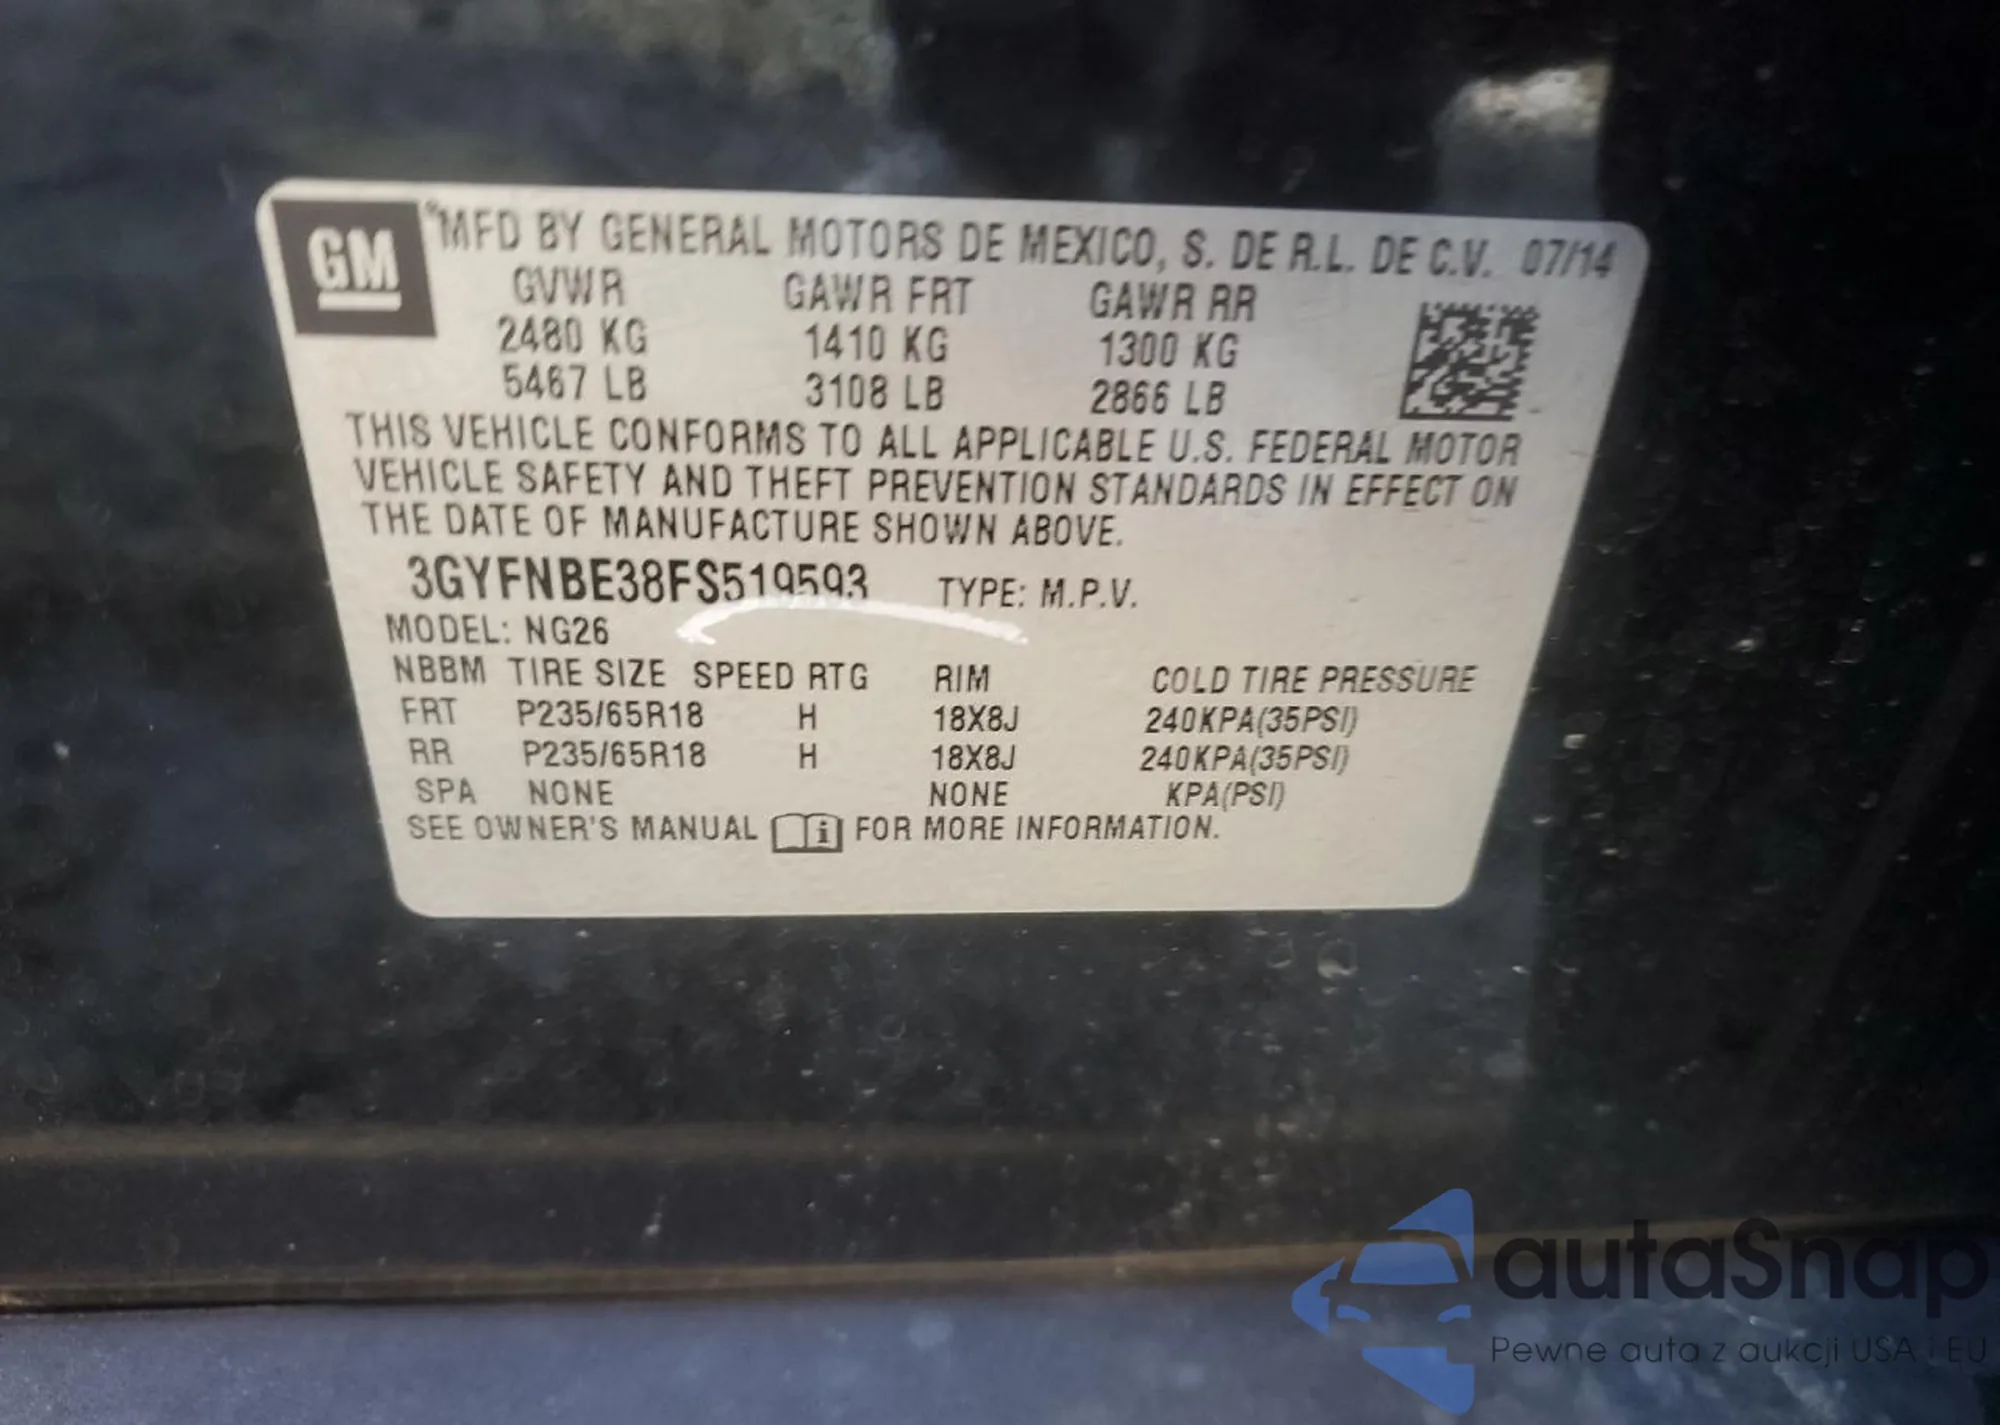 GM
*MFD BY GENERAL MOTORS DE MEXICO, S. DE R.L. DE C.V. 07/14
GVWR GAWR FRT GAWR RR
2480 KG 1410 KG 1300 KG
5467 LB 3108 LB 2866 LB
THIS VEHICLE CONFORMS TO ALL APPLICABLE U.S. FEDERAL MOTOR
VEHICLE SAFETY AND THEFT PREVENTION STANDARDS IN EFFECT ON
THE DATE OF MANUFACTURE SHOWN ABOVE.
3GYFNBE38FS519593 TYPE: M.P.V.
MODEL: NG26
NBBM TIRE SIZE SPEED RTG RIM COLD TIRE PRESSURE
FRT P235/65R18 H 18X8J 240KPA(35PSI)
RR P235/65R18 H 18X8J 240KPA(35PSI)
SPA NONE NONE KPA(PSI)
SEE OWNER'S MANUAL i FOR MORE INFORMATION.
autaSnap
Pewne auta z aukcji USA i EU